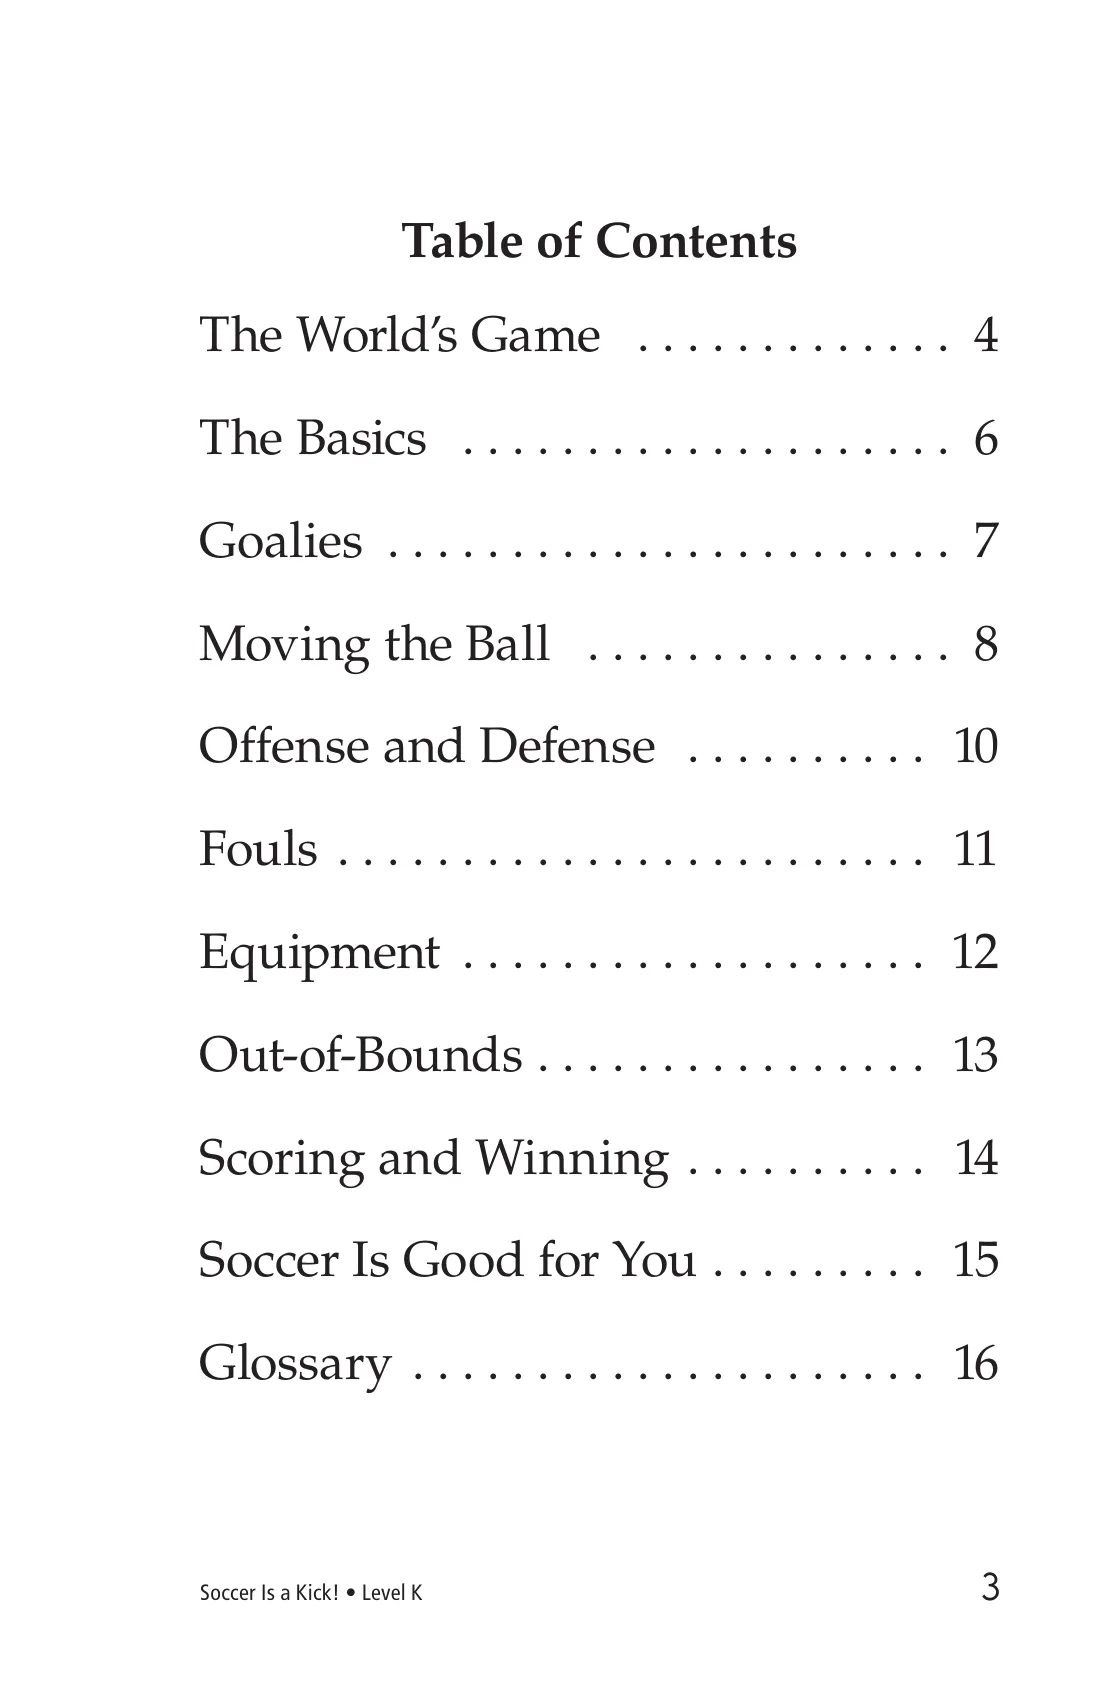 Table of Contents
The World’s Game . . . . . . . . . . . . . 4
The Basics . . . . . . . . . . . . . . . . . . . . 6
Goalies . . . . . . . . . . . . . . . . . . . . . . . 7
Moving the Ball . . . . . . . . . . . . . . . 8
Offense and Defense . . . . . . . . . . 10
Fouls . . . . . . . . . . . . . . . . . . . . . . . . 11
Equipment . . . . . . . . . . . . . . . . . . . 12
Out-of-Bounds . . . . . . . . . . . . . . . . 13
Scoring and Winning . . . . . . . . . . 14
Soccer Is Good for You . . . . . . . . . 15
Glossary . . . . . . . . . . . . . . . . . . . . . 16
Soccer Is a Kick! • Level K 3